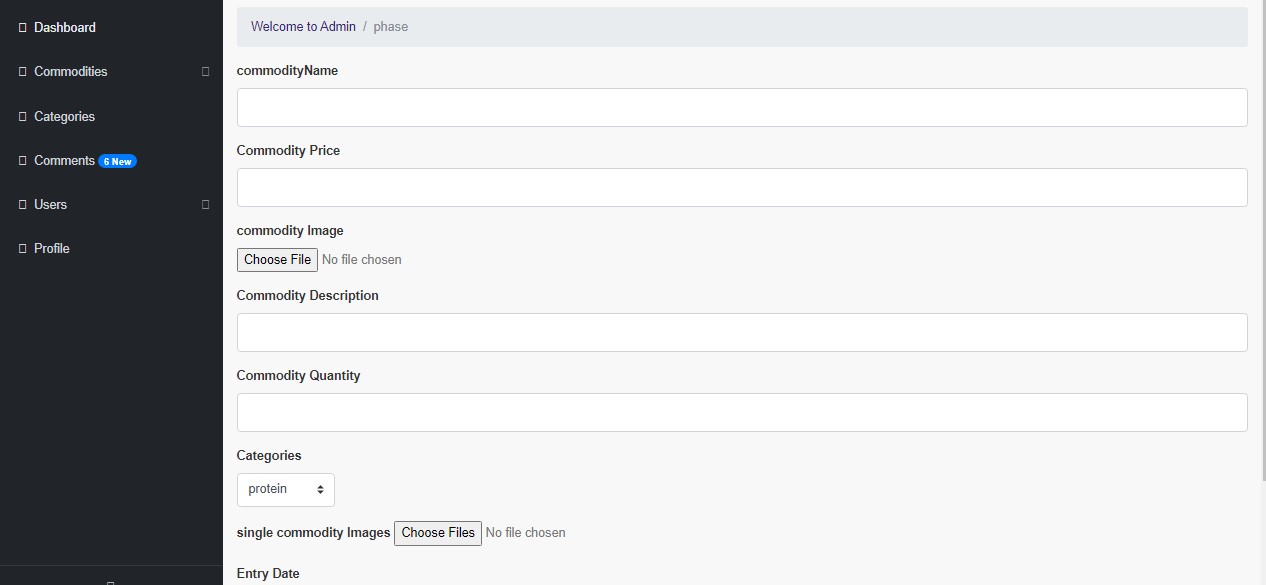 Dashboard
Commodities
Categories
Comments 6 New
Users
Profile
Welcome to Admin / phase
commodityName
Commodity Price
commodity Image
Choose File No file chosen
Commodity Description
Commodity Quantity
Categories
protein
single commodity Images Choose Files No file chosen
Entry Date